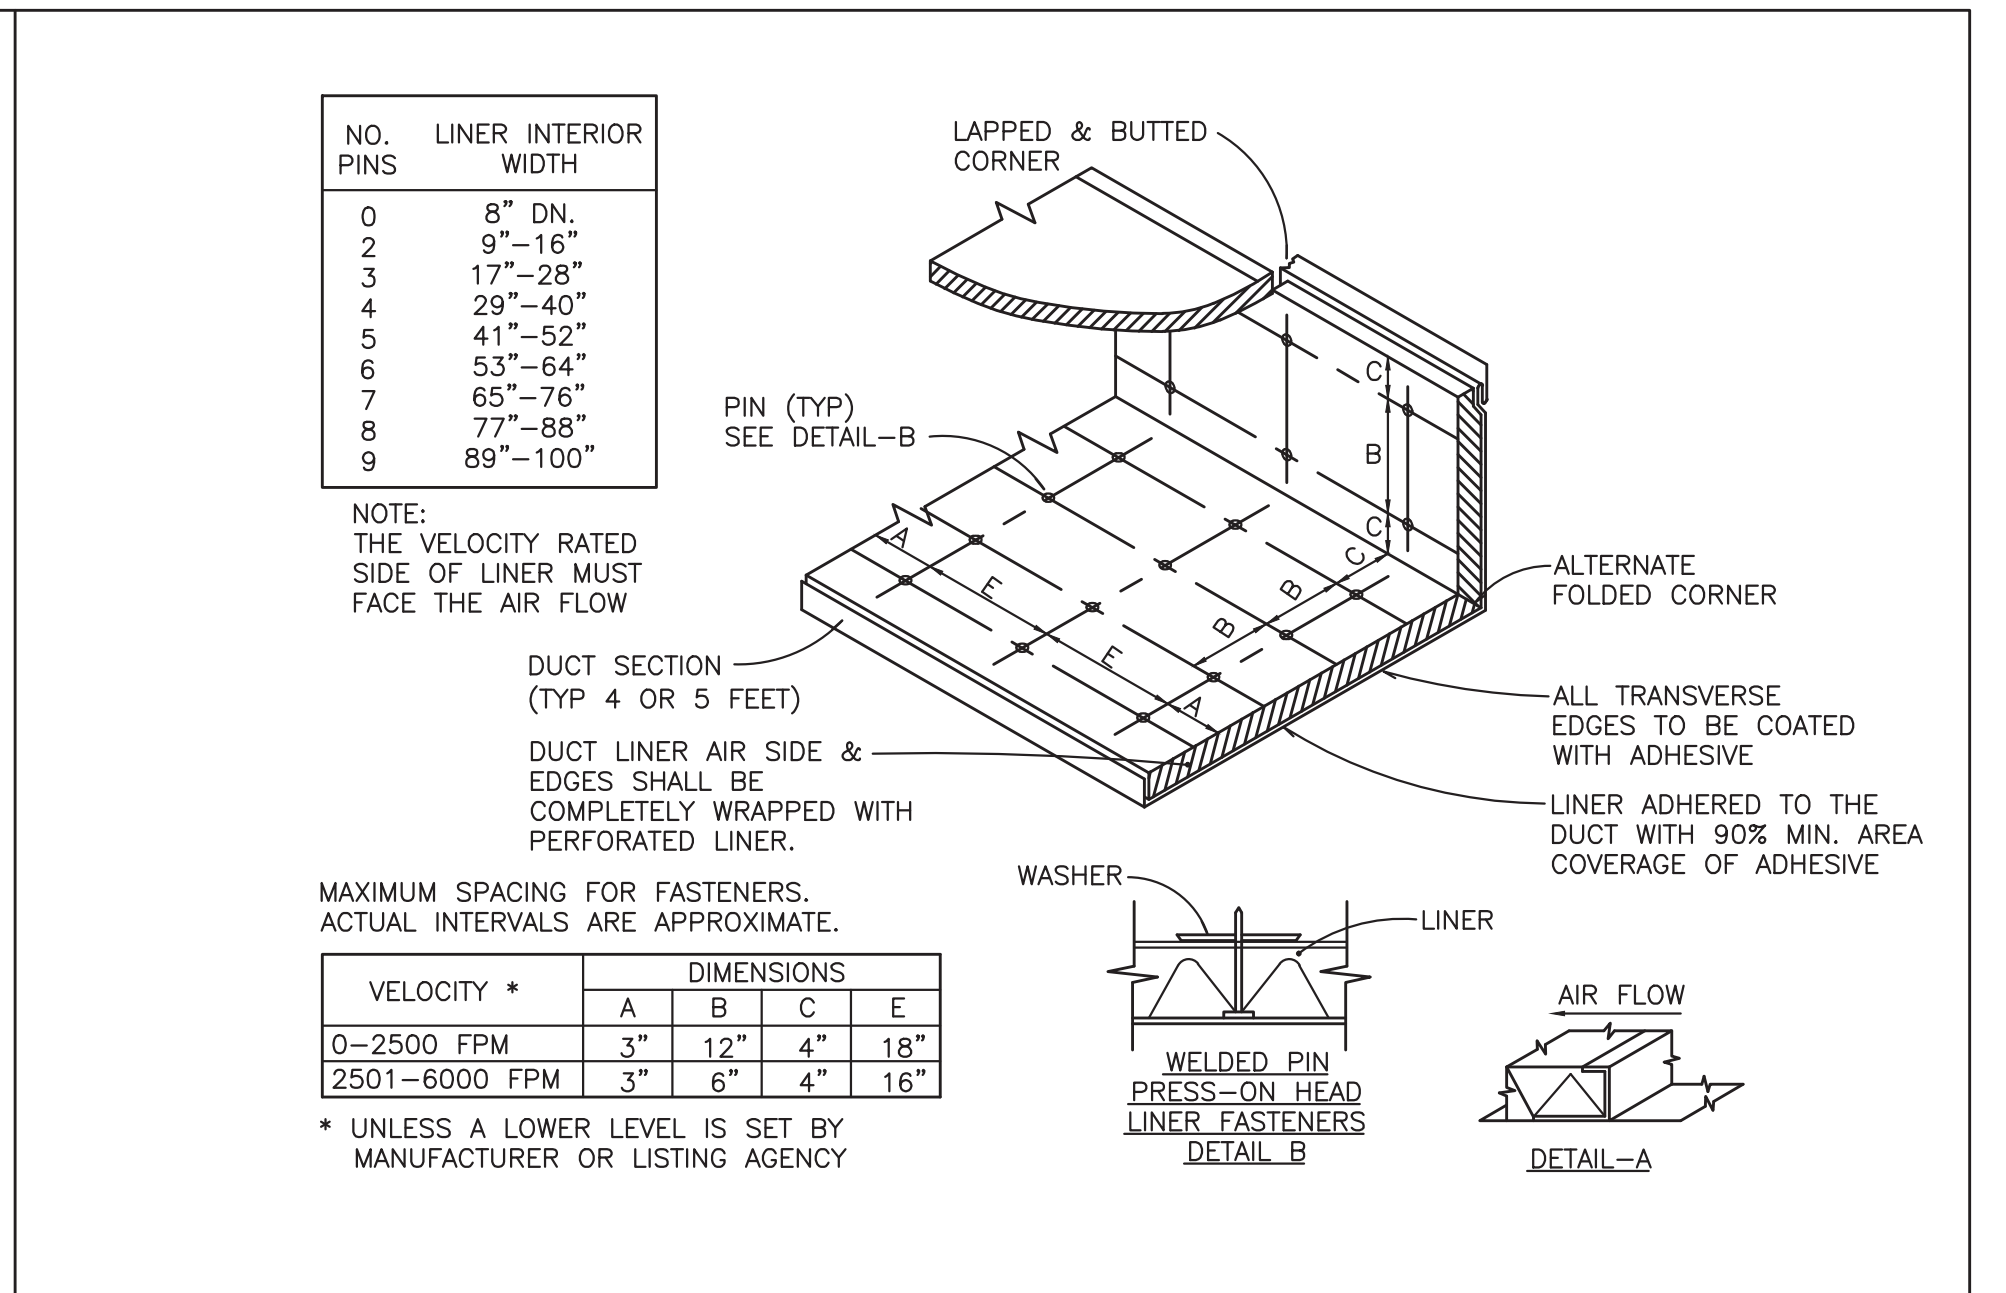 NO. LINER INTERIOR
PINS WIDTH
0 8" DN.
2 9"-16"
3 17"-28"
4 29"-40"
5 41"-52"
6 53"-64"
7 65"-76"
8 77"-88"
9 89"-100"
NOTE:
THE VELOCITY RATED
SIDE OF LINER MUST
FACE THE AIR FLOW
LAPPED & BUTTED
CORNER
PIN (TYP)
SEE DETAIL-B
C
B
C
C
B
B
A
E
E
A
DUCT SECTION
(TYP 4 OR 5 FEET)
DUCT LINER AIR SIDE &
EDGES SHALL BE
COMPLETELY WRAPPED WITH
PERFORATED LINER.
ALTERNATE
FOLDED CORNER
ALL TRANSVERSE
EDGES TO BE COATED
WITH ADHESIVE
LINER ADHERED TO THE
DUCT WITH 90% MIN. AREA
COVERAGE OF ADHESIVE
MAXIMUM SPACING FOR FASTENERS.
ACTUAL INTERVALS ARE APPROXIMATE.
VELOCITY * DIMENSIONS
A B C E
0-2500 FPM 3" 12" 4" 18"
2501-6000 FPM 3" 6" 4" 16"
* UNLESS A LOWER LEVEL IS SET BY
MANUFACTURER OR LISTING AGENCY
WASHER
LINER
WELDED PIN
PRESS-ON HEAD
LINER FASTENERS
DETAIL B
AIR FLOW
DETAIL-A